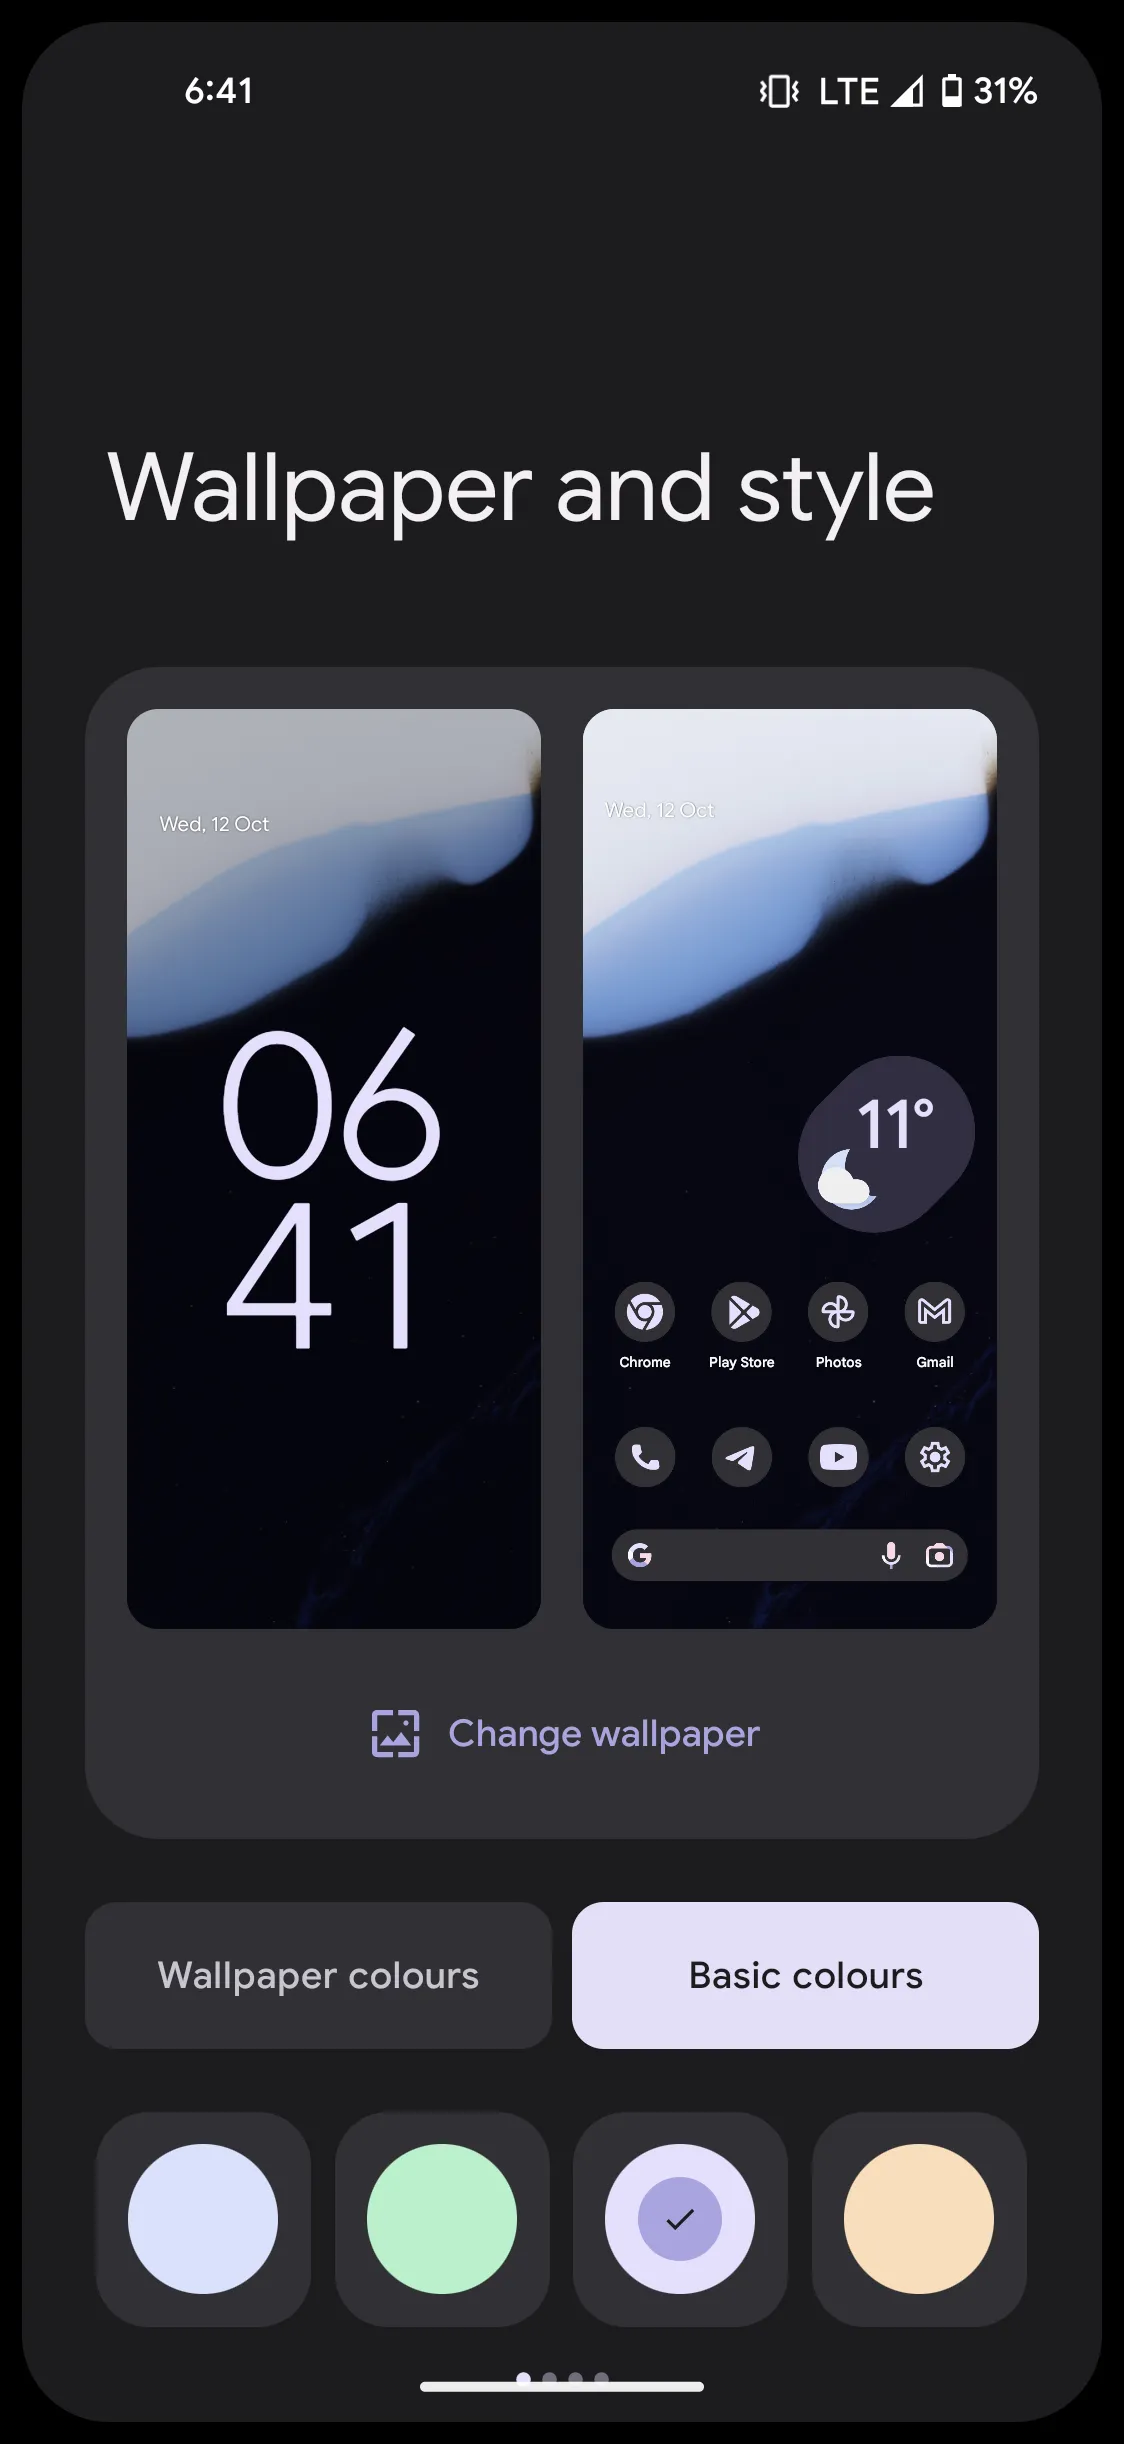 6:41
LTE 31%
Wallpaper and style
Wed, 12 Oct
06
41
Wed, 12 Oct
11°
Chrome Play Store Photos Gmail
G
Change wallpaper
Wallpaper colours Basic colours